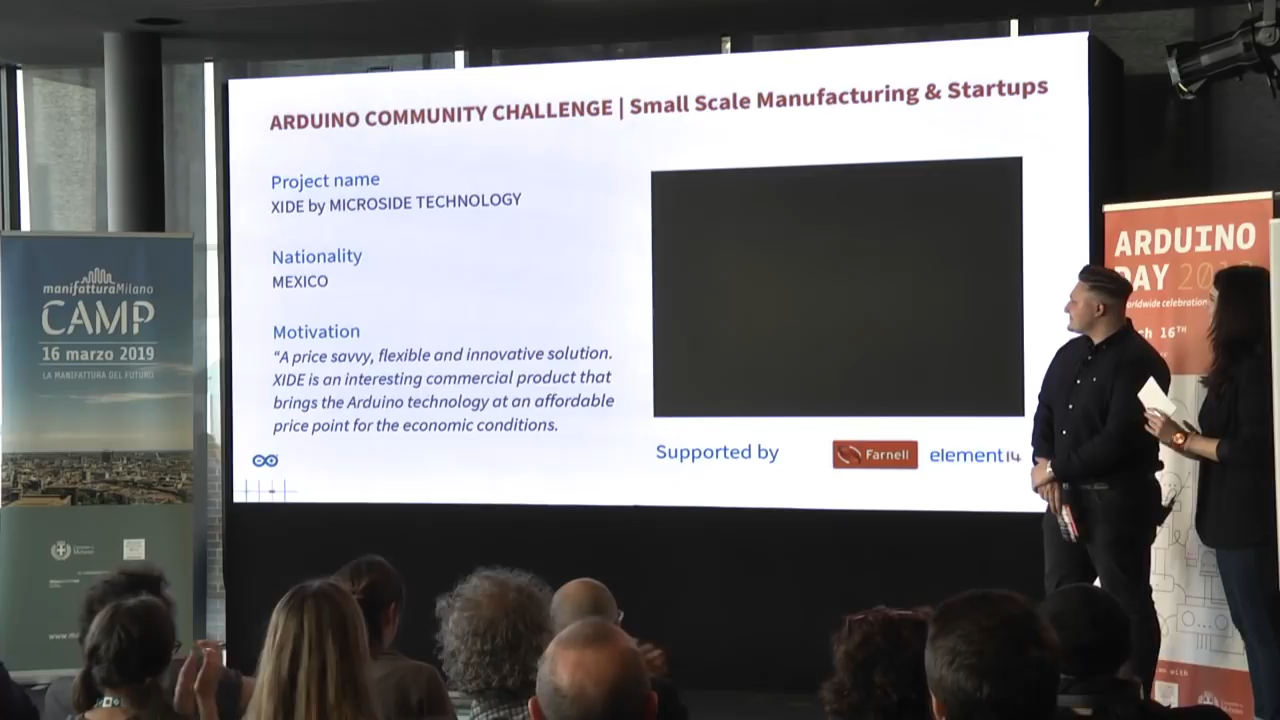 ARDUINO COMMUNITY CHALLENGE | Small Scale Manufacturing & Startups
Project name
XIDE by MICROSIDE TECHNOLOGY
Nationality
MEXICO
Motivation
“A price savvy, flexible and innovative solution.
XIDE is an interesting commercial product that
brings the Arduino technology at an affordable
price point for the economic conditions.
Supported by
Farnell
element14
manifatturaMilano
CAMP
16 marzo 2019
LA MANIFATTURA DEL FUTURO
ARDUINO
DAY
16TH
with